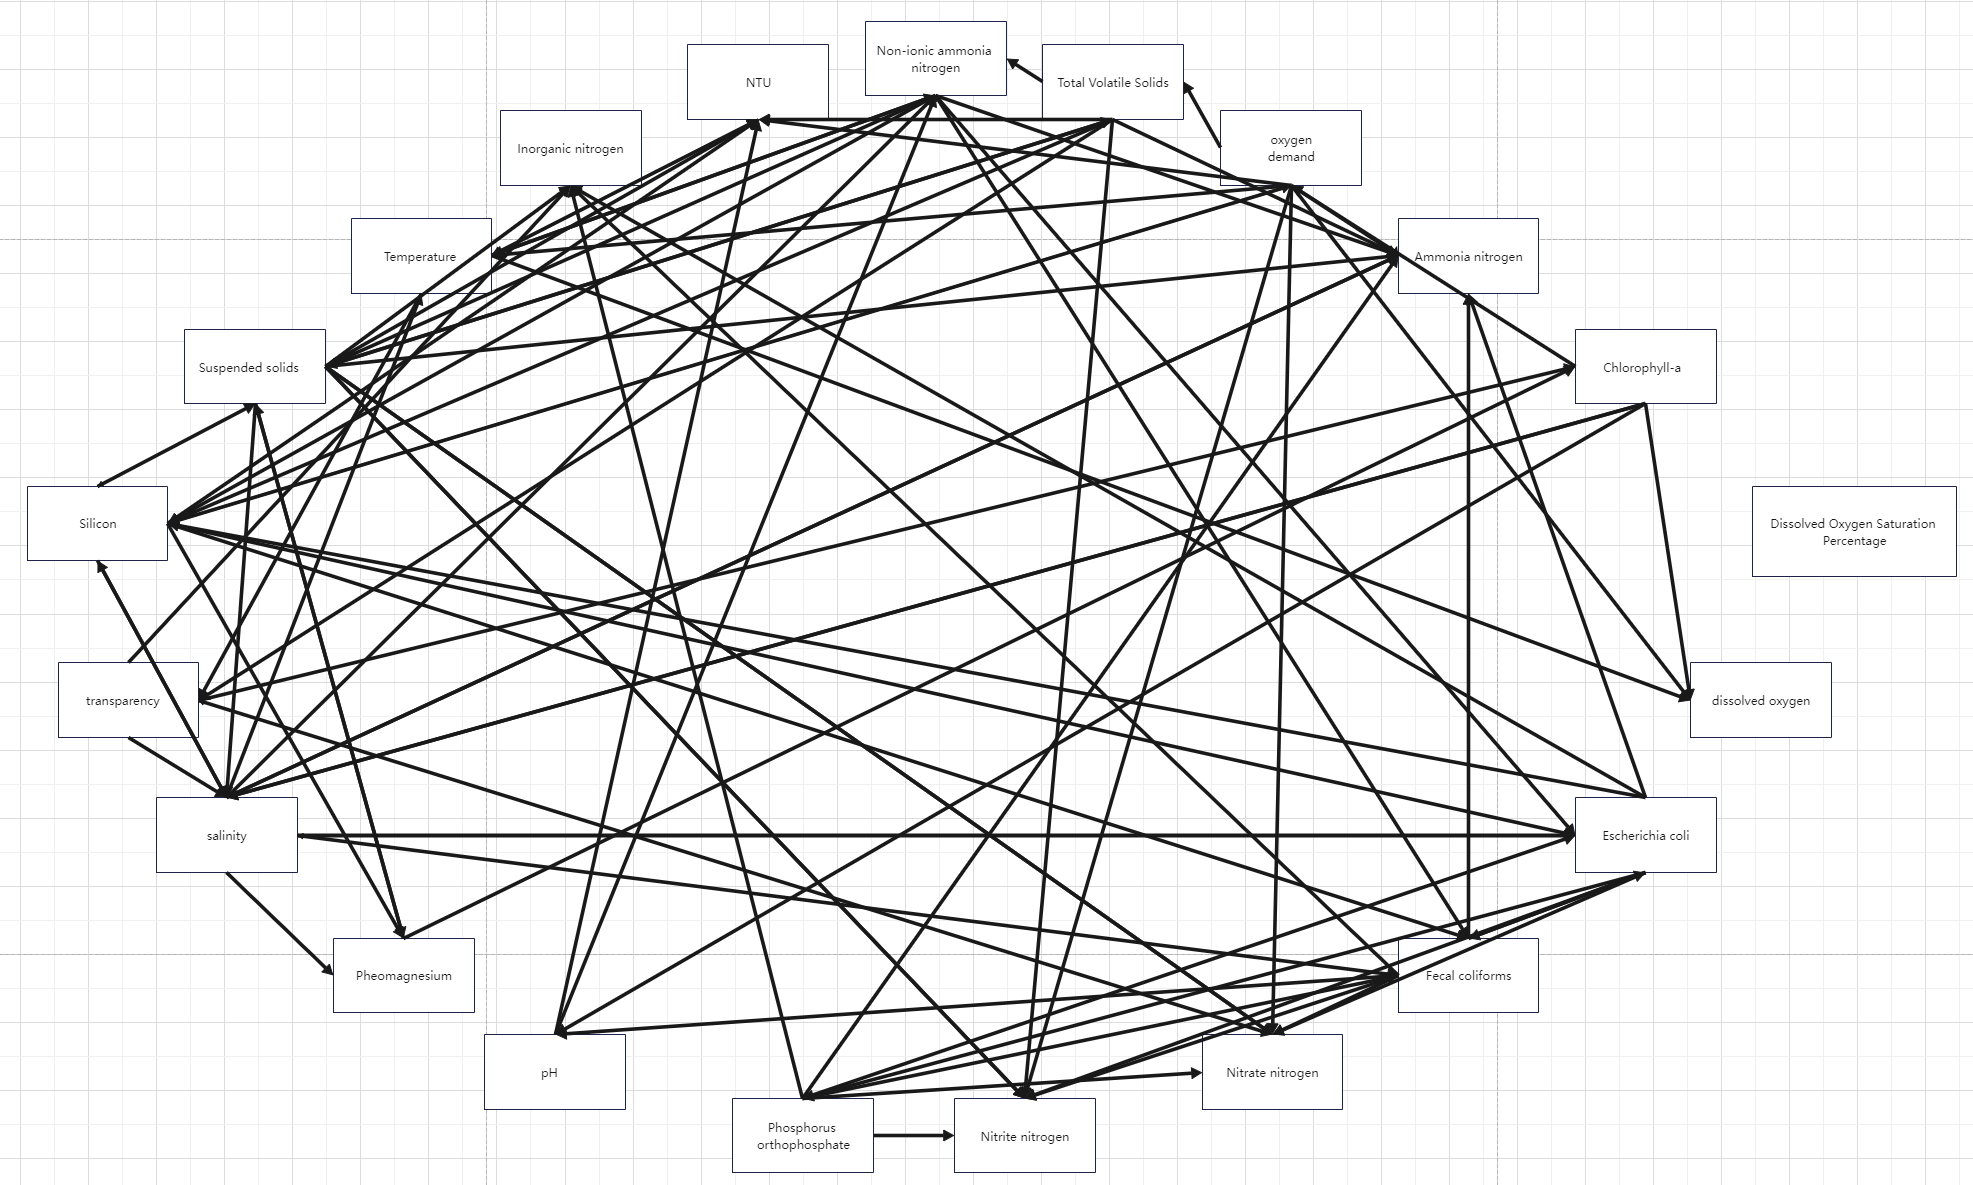 Non-ionic ammonia
nitrogen
NTU
Total Volatile Solids
Inorganic nitrogen
oxygen
demand
Temperature
Ammonia nitrogen
Suspended solids
Chlorophyll-a
Silicon
Dissolved Oxygen Saturation
Percentage
transparency
dissolved oxygen
salinity
Escherichia coli
Pheomagnesium
Fecal coliforms
pH
Nitrate nitrogen
Phosphorus
orthophosphate
Nitrite nitrogen